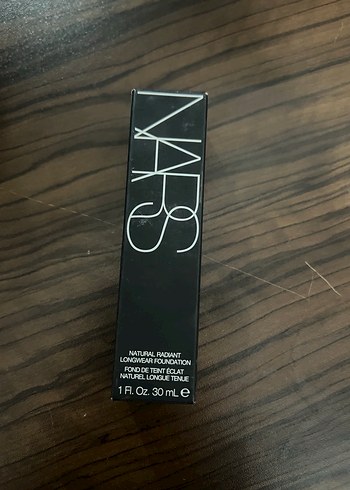 NARS
NATURAL RADIANT
LONGWEAR FOUNDATION
FOND DE TEINT ÉCLAT
NATUREL LONGUE TENUE
1 Fl. Oz. 30 mL ℮